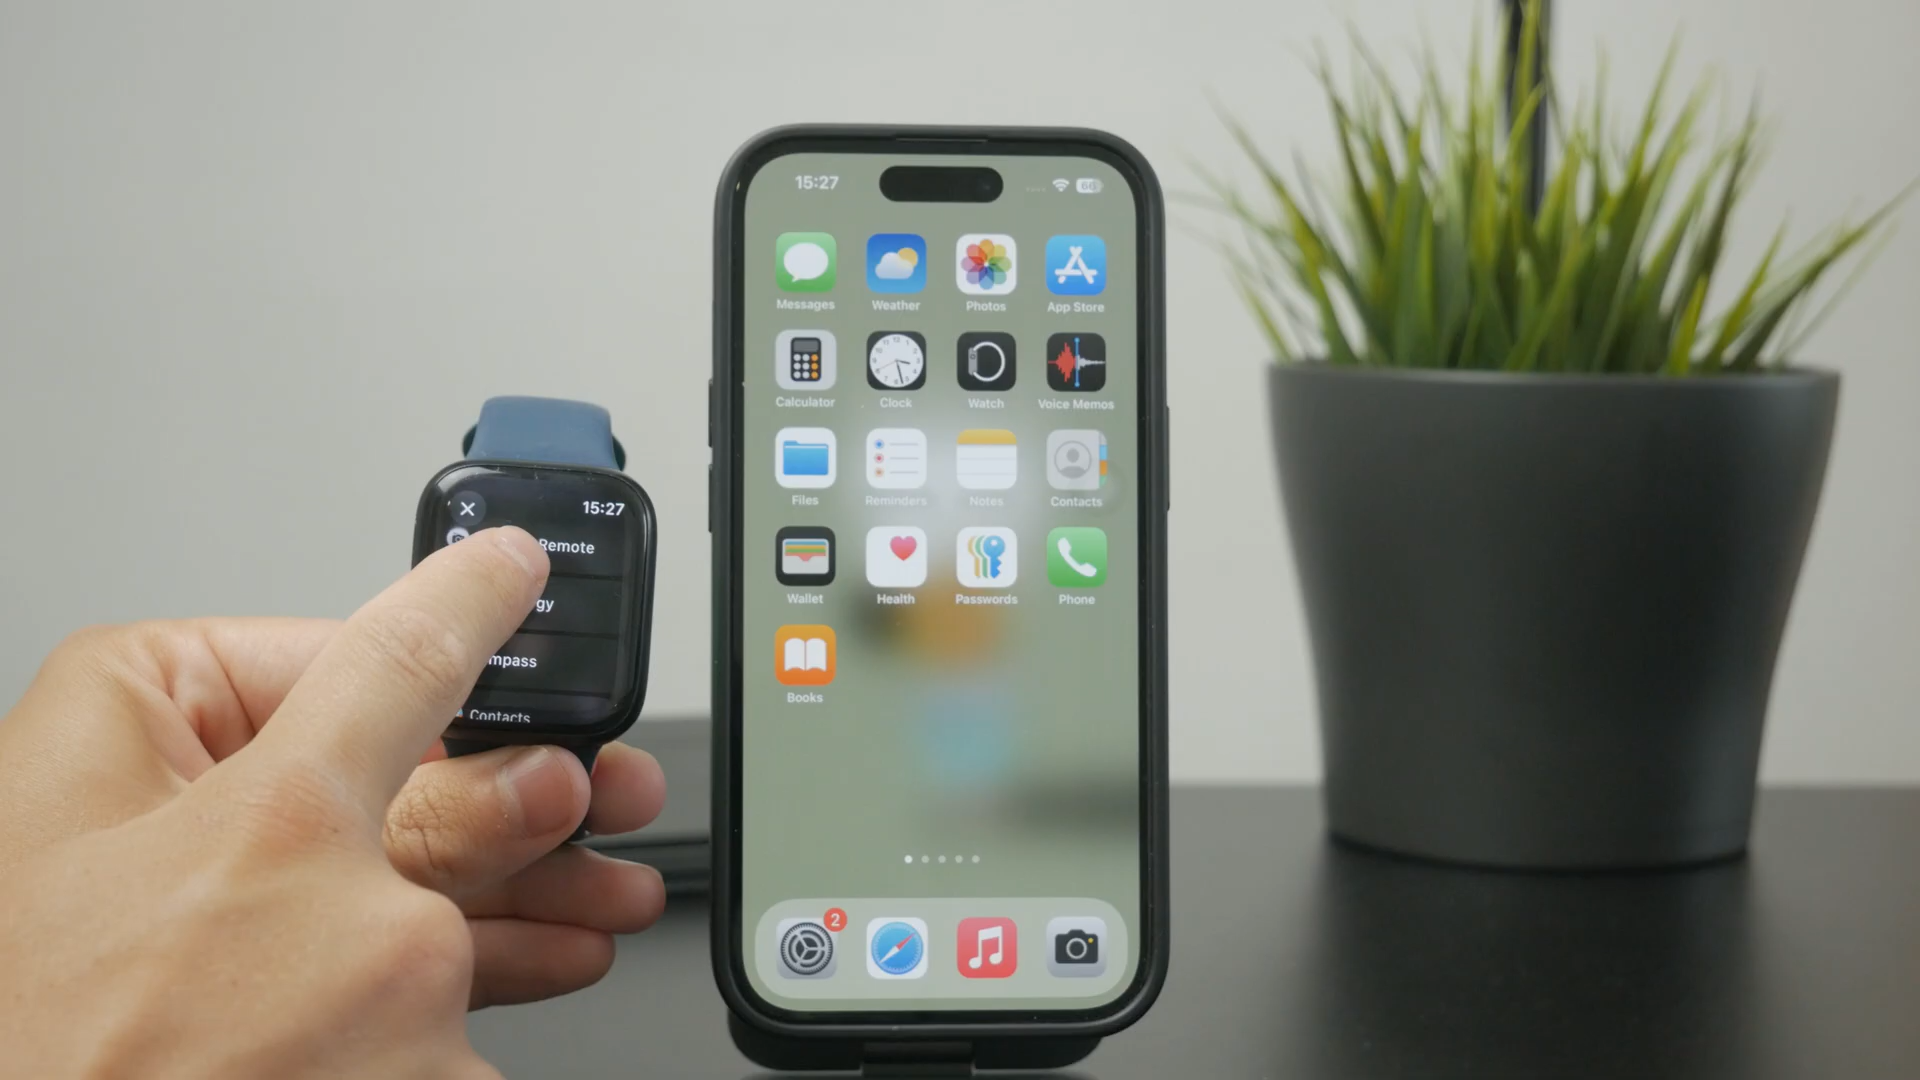 15:27
66
Messages
Weather
Photos
App Store
Calculator
Clock
Watch
Voice Memos
Files
Reminders
Notes
Contacts
Wallet
Health
Passwords
Phone
Books
2
15:27
Remote
gy
mpass
Contacts